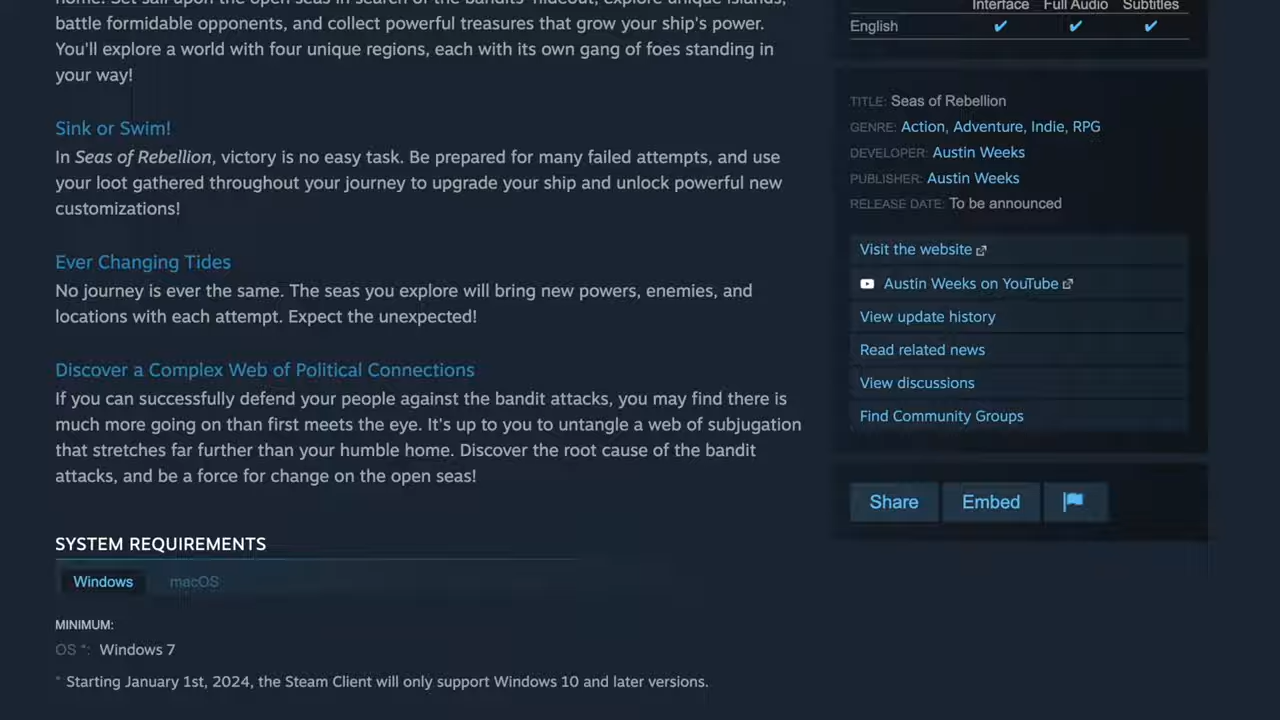 home. Set sail upon the open seas in search of the bandits' hideout, explore unique islands,
battle formidable opponents, and collect powerful treasures that grow your ship's power.
You'll explore a world with four unique regions, each with its own gang of foes standing in
your way!
Sink or Swim!
In Seas of Rebellion, victory is no easy task. Be prepared for many failed attempts, and use
your loot gathered throughout your journey to upgrade your ship and unlock powerful new
customizations!
Ever Changing Tides
No journey is ever the same. The seas you explore will bring new powers, enemies, and
locations with each attempt. Expect the unexpected!
Discover a Complex Web of Political Connections
If you can successfully defend your people against the bandit attacks, you may find there is
much more going on than first meets the eye. It's up to you to untangle a web of subjugation
that stretches far further than your humble home. Discover the root cause of the bandit
attacks, and be a force for change on the open seas!
SYSTEM REQUIREMENTS
Windows macOS
MINIMUM:
OS *: Windows 7
* Starting January 1st, 2024, the Steam Client will only support Windows 10 and later versions.
Interface Full Audio Subtitles
English ✔ ✔ ✔
TITLE: Seas of Rebellion
GENRE: Action, Adventure, Indie, RPG
DEVELOPER: Austin Weeks
PUBLISHER: Austin Weeks
RELEASE DATE: To be announced
Visit the website
Austin Weeks on YouTube
View update history
Read related news
View discussions
Find Community Groups
Share Embed